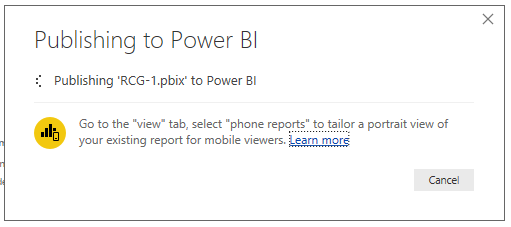 Publishing to Power BI
Publishing 'RCG-1.pbix' to Power BI
Go to the "view" tab, select "phone reports" to tailor a portrait view of
your existing report for mobile viewers. Learn more
Cancel